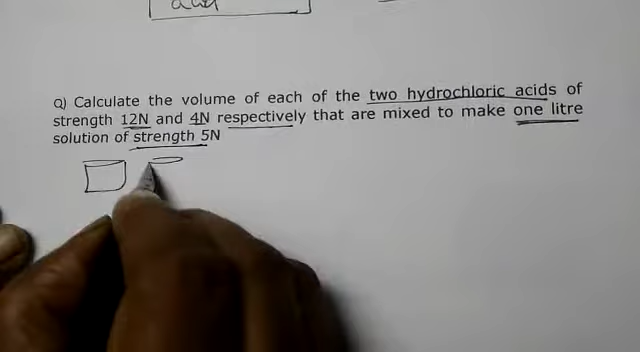 acid
Q) Calculate the volume of each of the two hydrochloric acids of
strength 12N and 4N respectively that are mixed to make one litre
solution of strength 5N